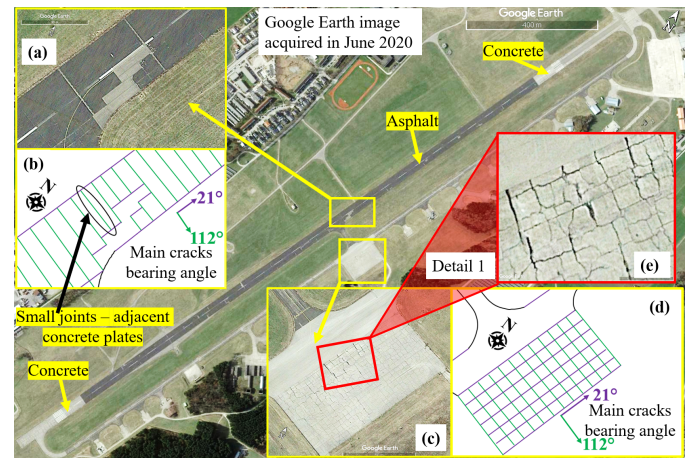 Google Earth
(a)
Google Earth image
acquired in June 2020
Google Earth
400 m
Concrete
Asphalt
(b)
N
21°
112°
Main cracks
bearing angle
Small joints – adjacent
concrete plates
Concrete
Detail 1
(e)
(d)
N
21°
Main cracks
bearing angle
112°
(c)
Google Earth